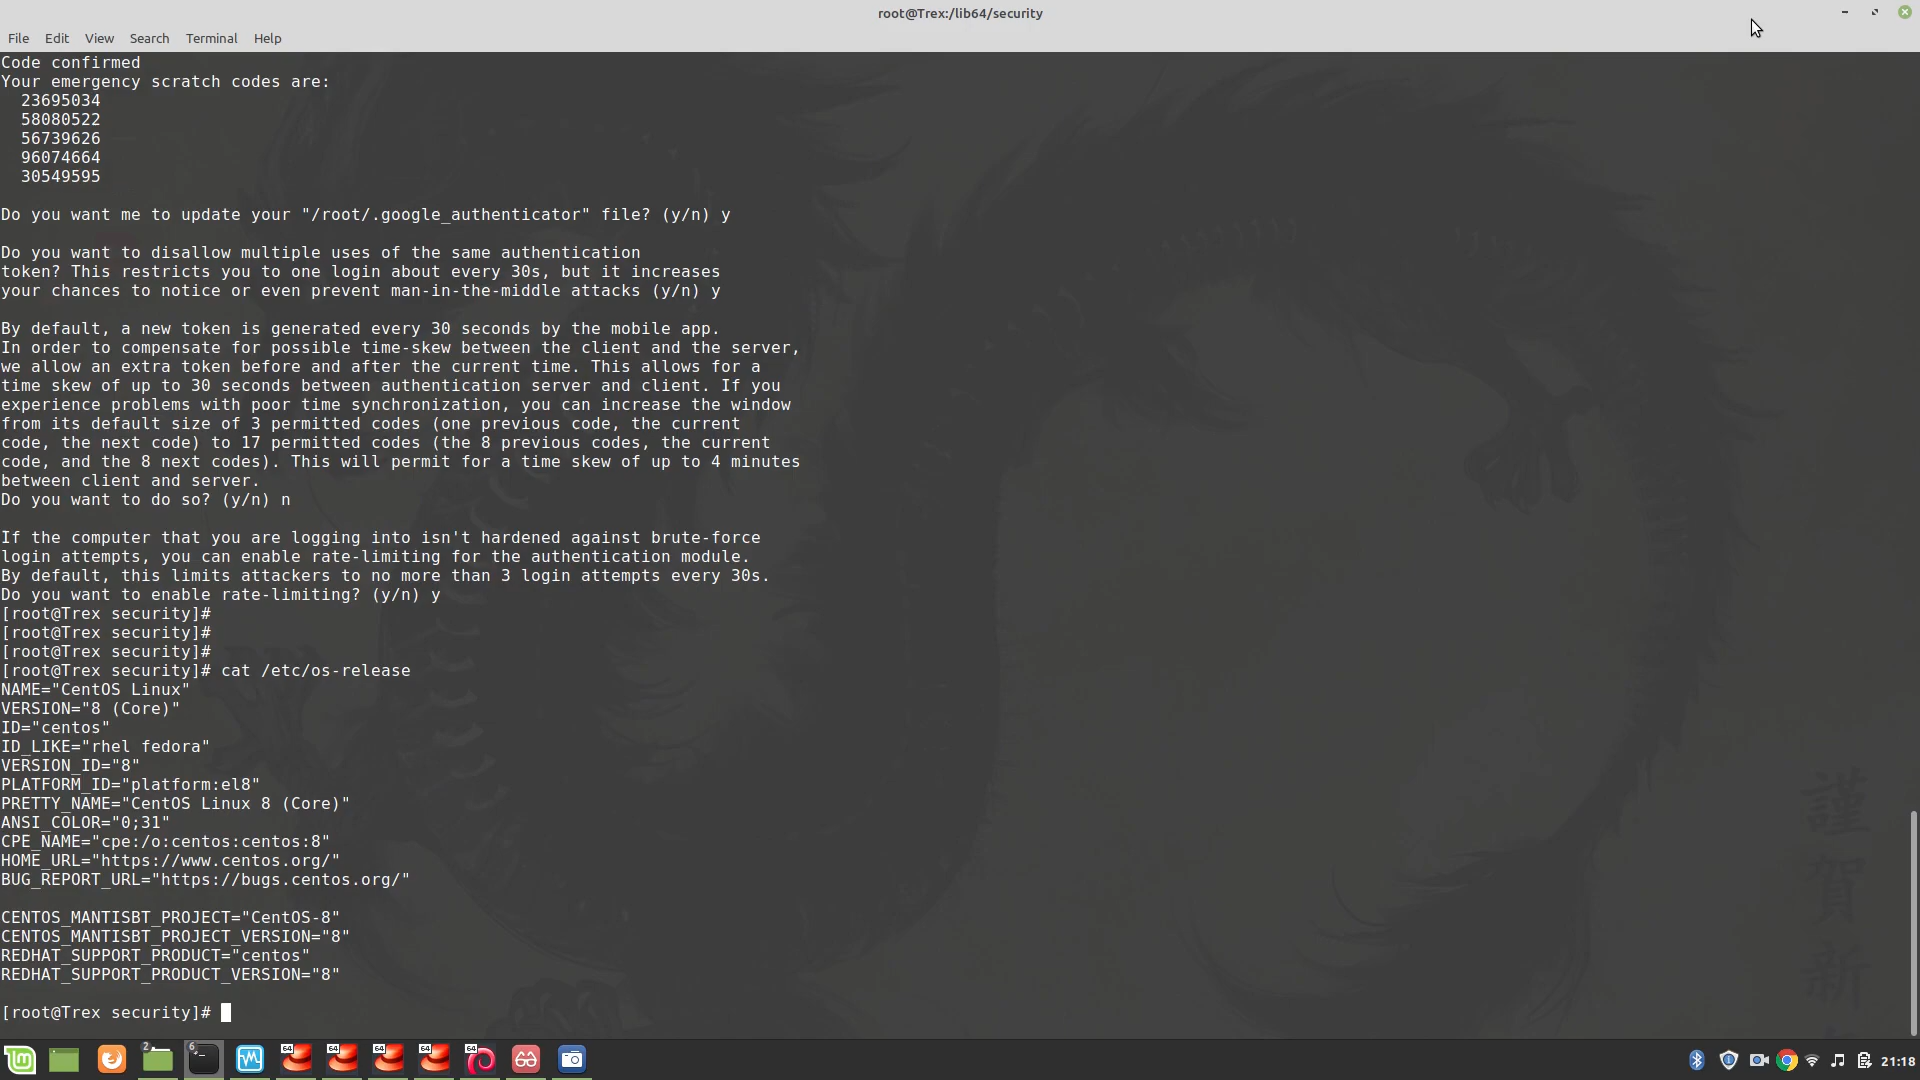 root@Trex:/lib64/security
File Edit View Search Terminal Help
Code confirmed
Your emergency scratch codes are:
23695034
58080522
56739626
96074664
30549595
Do you want me to update your "/root/.google_authenticator" file? (y/n) y
Do you want to disallow multiple uses of the same authentication
token? This restricts you to one login about every 30s, but it increases
your chances to notice or even prevent man-in-the-middle attacks (y/n) y
By default, a new token is generated every 30 seconds by the mobile app.
In order to compensate for possible time-skew between the client and the server,
we allow an extra token before and after the current time. This allows for a
time skew of up to 30 seconds between authentication server and client. If you
experience problems with poor time synchronization, you can increase the window
from its default size of 3 permitted codes (one previous code, the current
code, the next code) to 17 permitted codes (the 8 previous codes, the current
code, and the 8 next codes). This will permit for a time skew of up to 4 minutes
between client and server.
Do you want to do so? (y/n) n
If the computer that you are logging into isn't hardened against brute-force
login attempts, you can enable rate-limiting for the authentication module.
By default, this limits attackers to no more than 3 login attempts every 30s.
Do you want to enable rate-limiting? (y/n) y
[root@Trex security]#
[root@Trex security]#
[root@Trex security]#
[root@Trex security]# cat /etc/os-release
NAME="CentOS Linux"
VERSION="8 (Core)"
ID="centos"
ID_LIKE="rhel fedora"
VERSION_ID="8"
PLATFORM_ID="platform:el8"
PRETTY_NAME="CentOS Linux 8 (Core)"
ANSI_COLOR="0;31"
CPE_NAME="cpe:/o:centos:centos:8"
HOME_URL="https://www.centos.org/"
BUG_REPORT_URL="https://bugs.centos.org/"
CENTOS_MANTISBT_PROJECT="CentOS-8"
CENTOS_MANTISBT_PROJECT_VERSION="8"
REDHAT_SUPPORT_PRODUCT="centos"
REDHAT_SUPPORT_PRODUCT_VERSION="8"
[root@Trex security]#
謹賀新
2 6 64 64 64 64 64
21:18